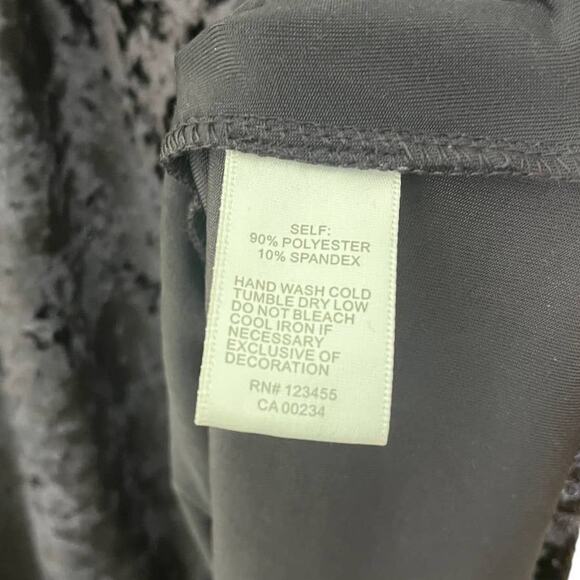 SELF:
90% POLYESTER
10% SPANDEX
HAND WASH COLD
TUMBLE DRY LOW
DO NOT BLEACH
COOL IRON IF
NECESSARY
EXCLUSIVE OF
DECORATION
RN# 123455
CA 00234